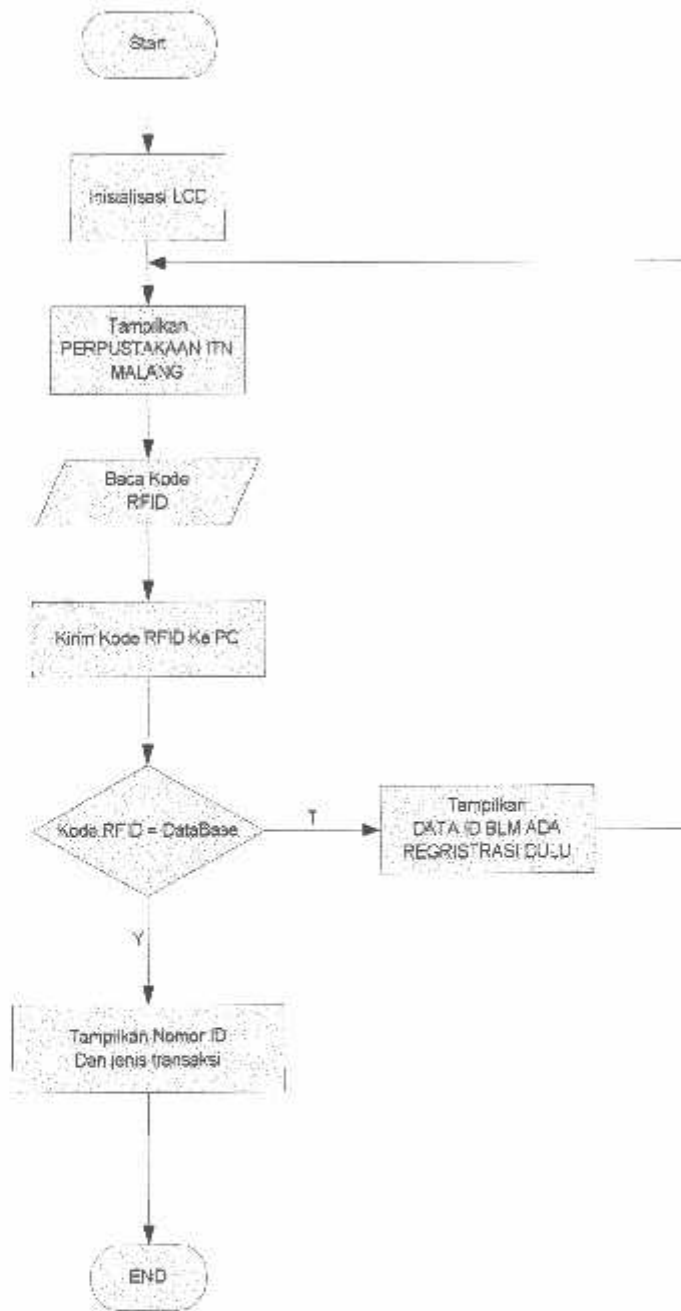 Start
Inisialisasi LCD
Tampilkan
PERPUSTAKAAN ITN
MALANG
Baca Kode
RFID
Kirim Kode RFID Ke PC
Kode RFID = DataBase
T
Tampilkan
DATA ID BLM ADA
REGRISTRASI DULU
Y
Tampilkan Nomor ID
Dan jenis transaksi
END